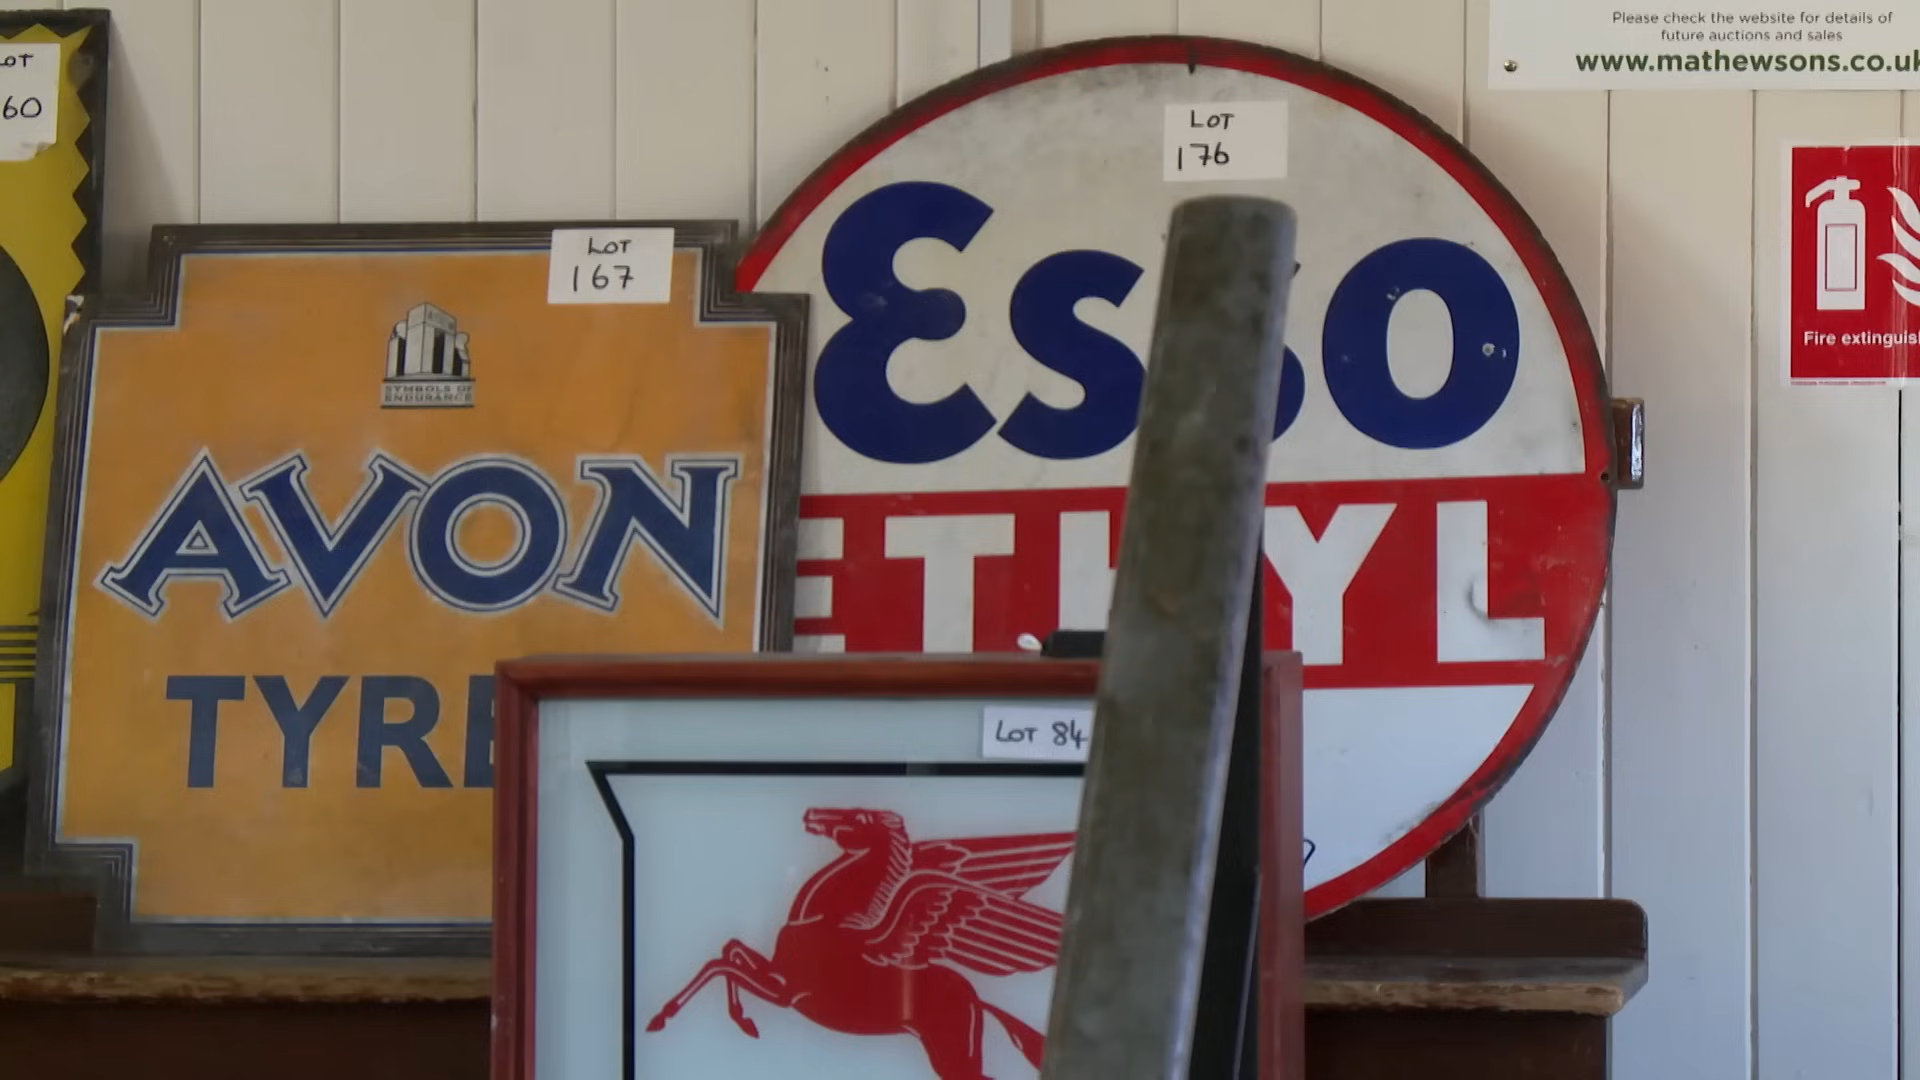 LOT
60
Please check the website for details of
future auctions and sales
www.mathewsons.co.uk
LOT
176
Esso
ETHYL
LOT
167
SYMBOLS OF
ENDURANCE
AVON
TYRE
LOT 84
Fire extinguish